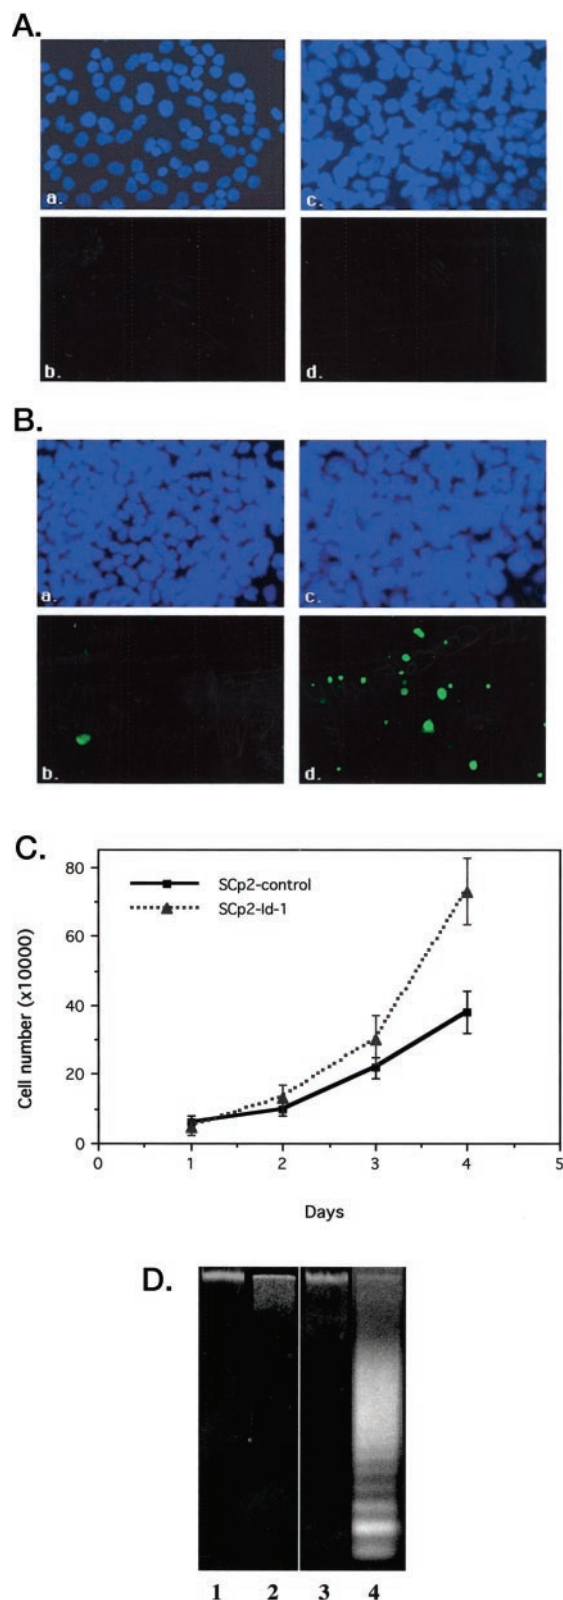 A.
a.
c.
b.
d.
B.
a.
c.
b.
d.
C.
80
60
40
20
0
SCp2-control
SCp2-Id-1
Cell number (x10000)
0 1 2 3 4 5
Days
D.
1 2 3 4